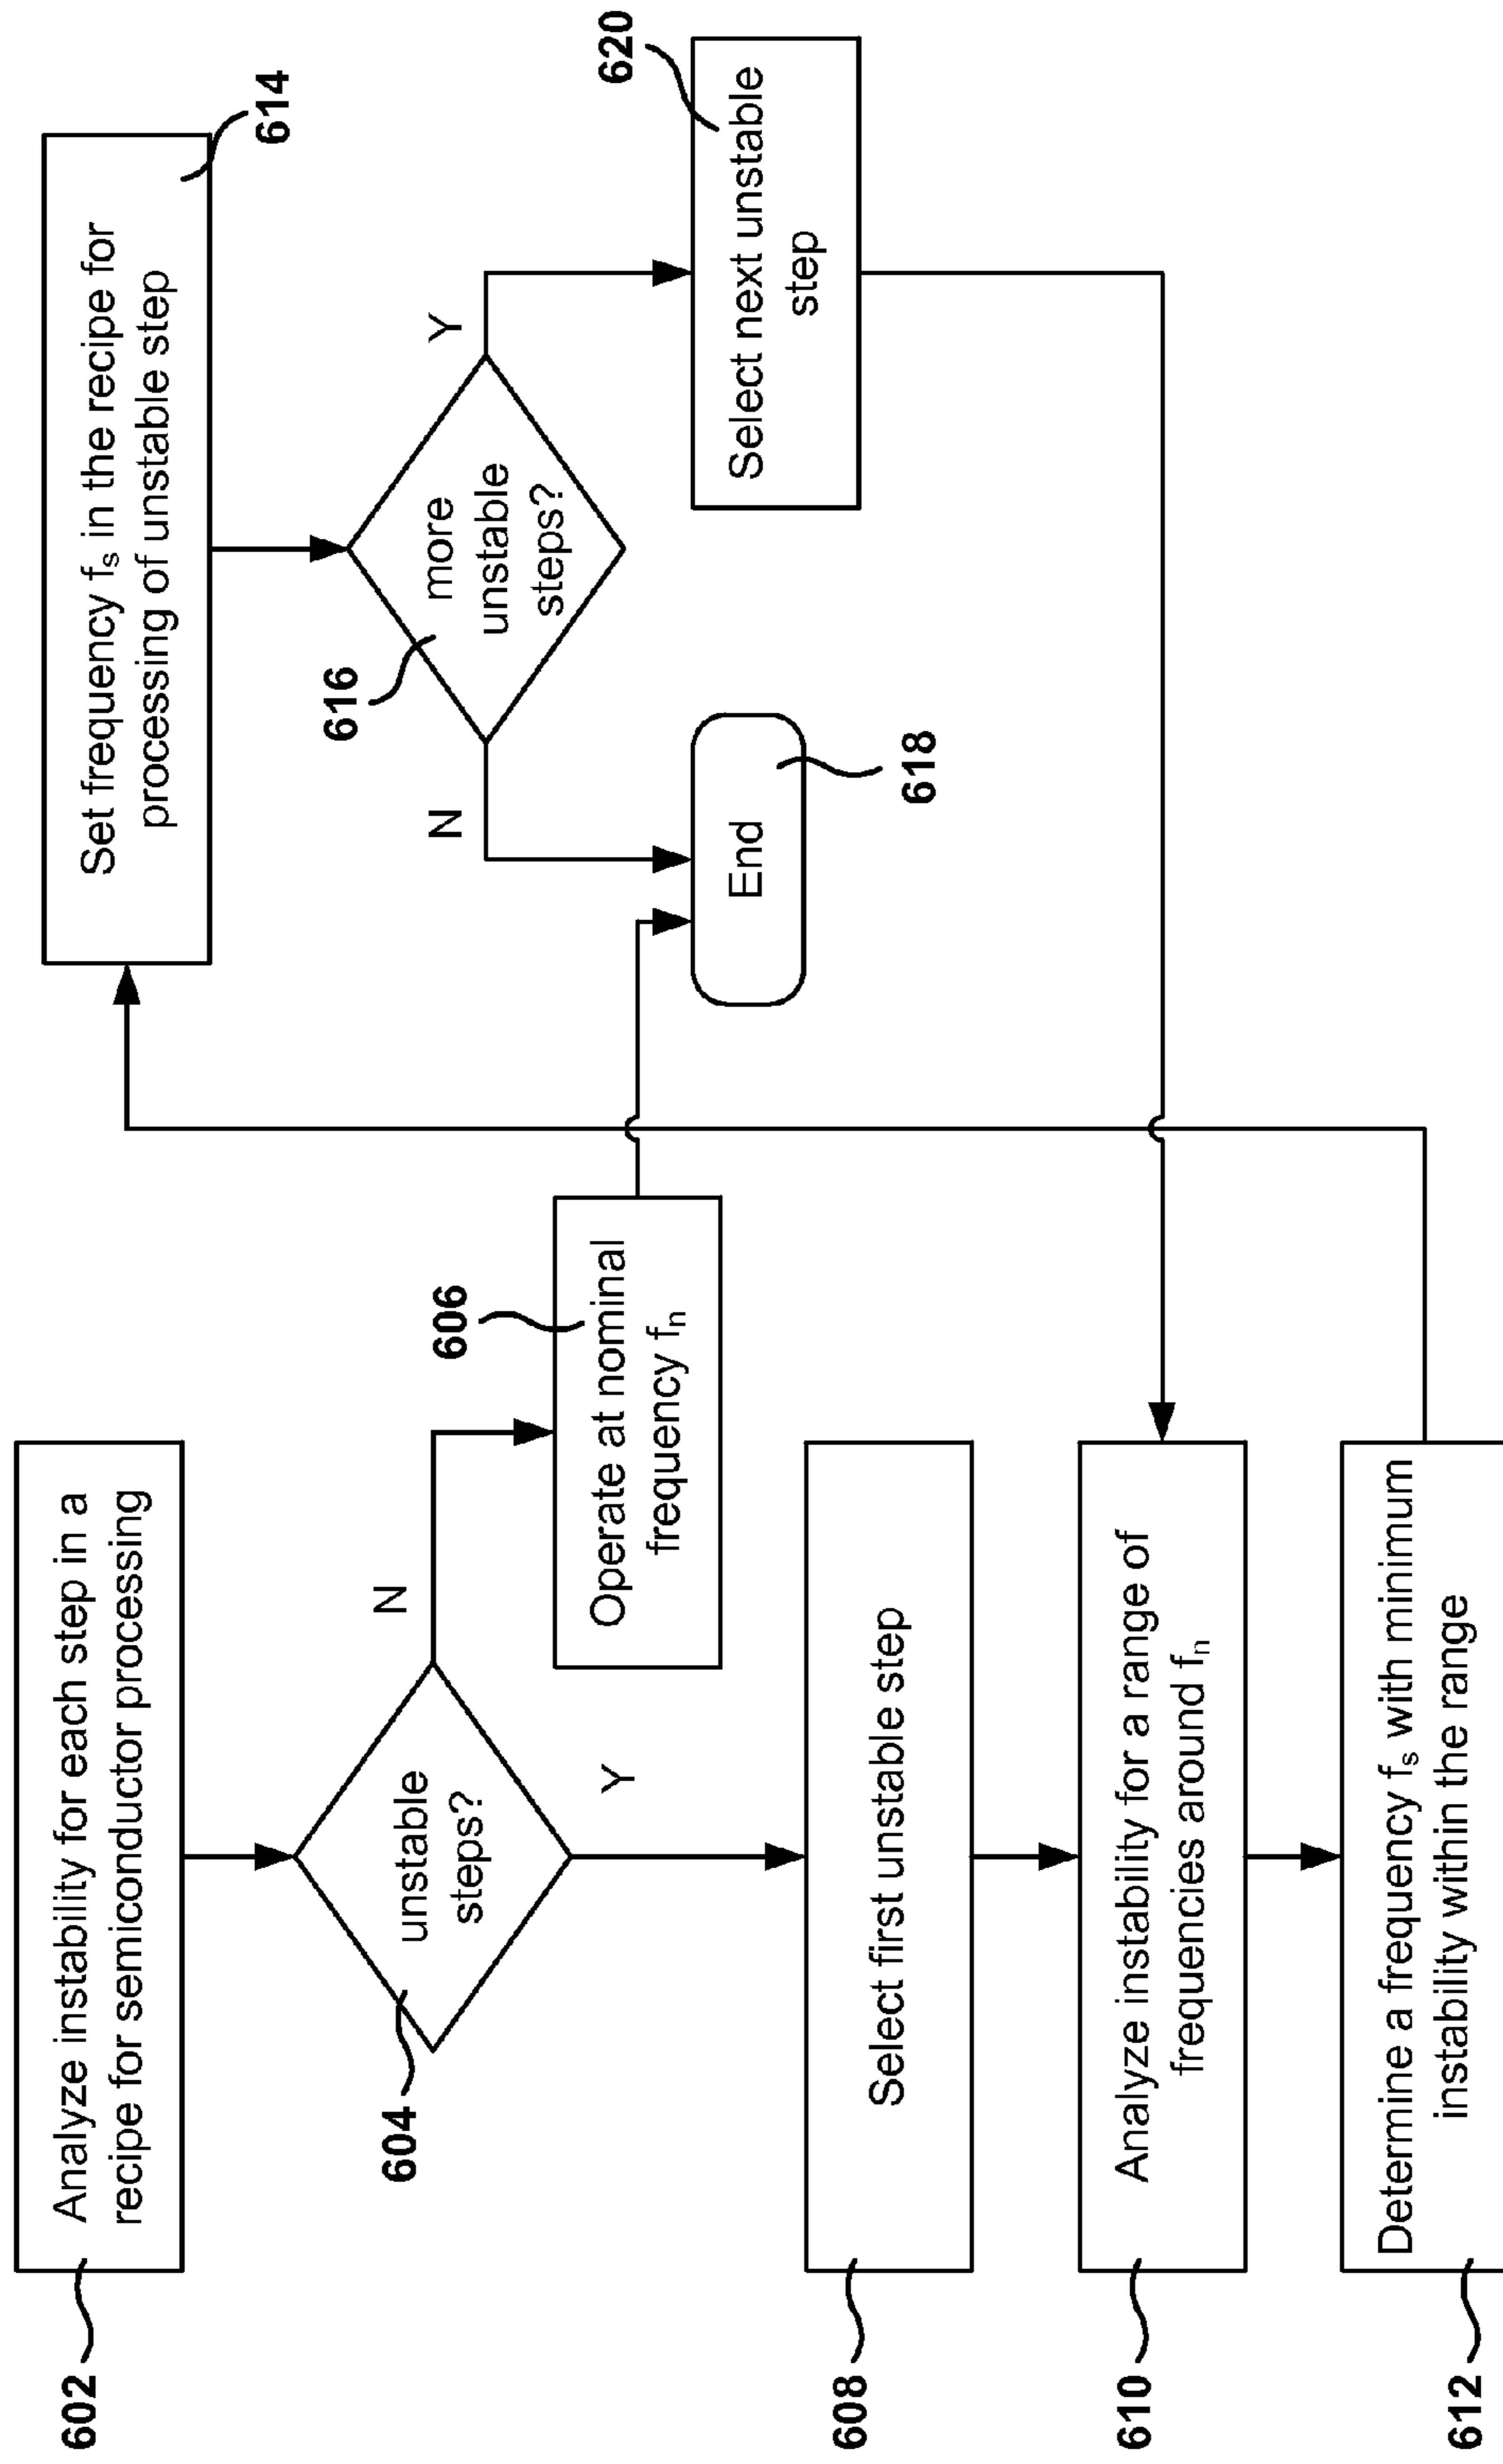 602
Analyze instability for each step in a
recipe for semiconductor processing
604
unstable
steps?
N
Y
606
Operate at nominal
frequency fn
608
Select first unstable step
610
Analyze instability for a range of
frequencies around fn
612
Determine a frequency fs with minimum
instability within the range
614
Set frequency fs in the recipe for
processing of unstable step
616
more
unstable
steps?
N
Y
End
618
620
Select next unstable
step